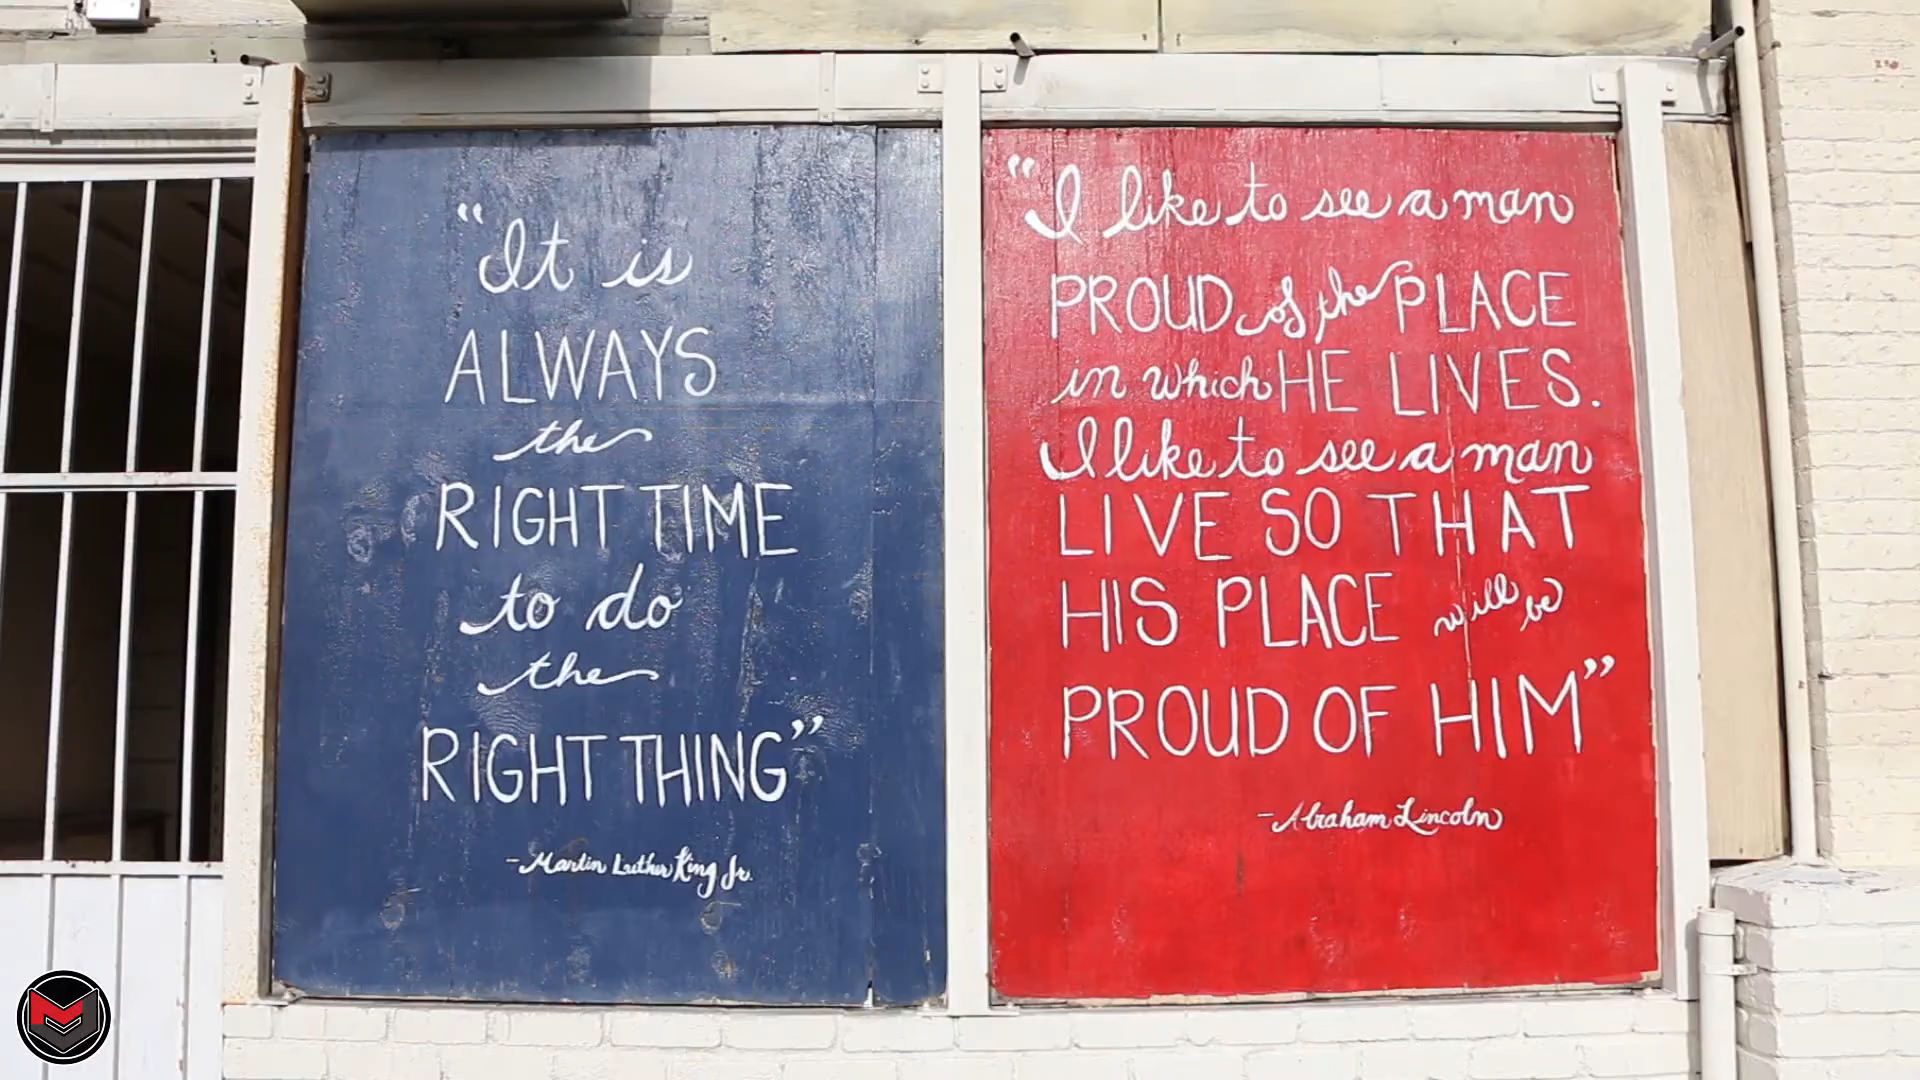 “It is
ALWAYS
the
RIGHT TIME
to do
the
RIGHT THING”
-Martin Luther King Jr.
“I like to see a man
PROUD of the PLACE
in which HE LIVES.
I like to see a man
LIVE SO THAT
HIS PLACE will be
PROUD OF HIM”
-Abraham Lincoln